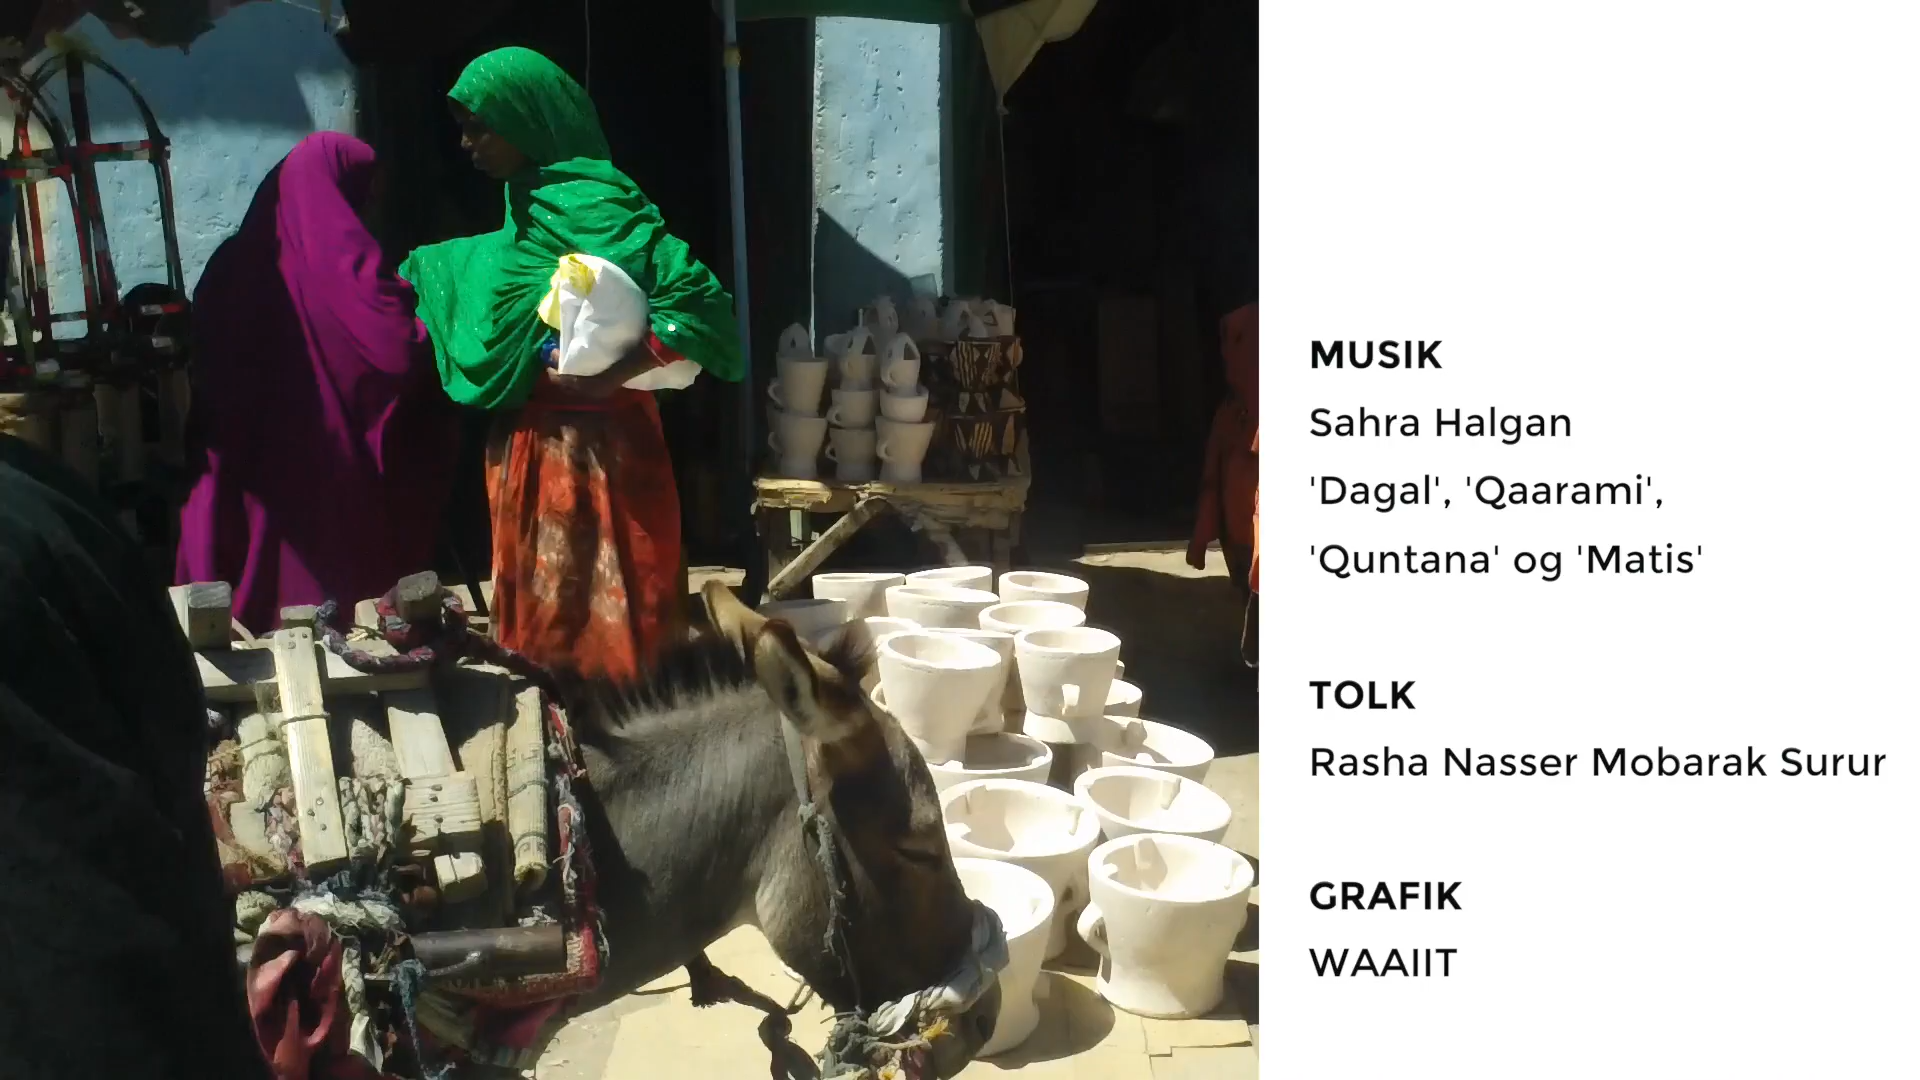 MUSIK
Sahra Halgan
'Dagal', 'Qaarami',
'Quntana' og 'Matis'
TOLK
Rasha Nasser Mobarak Surur
GRAFIK
WAAIIT